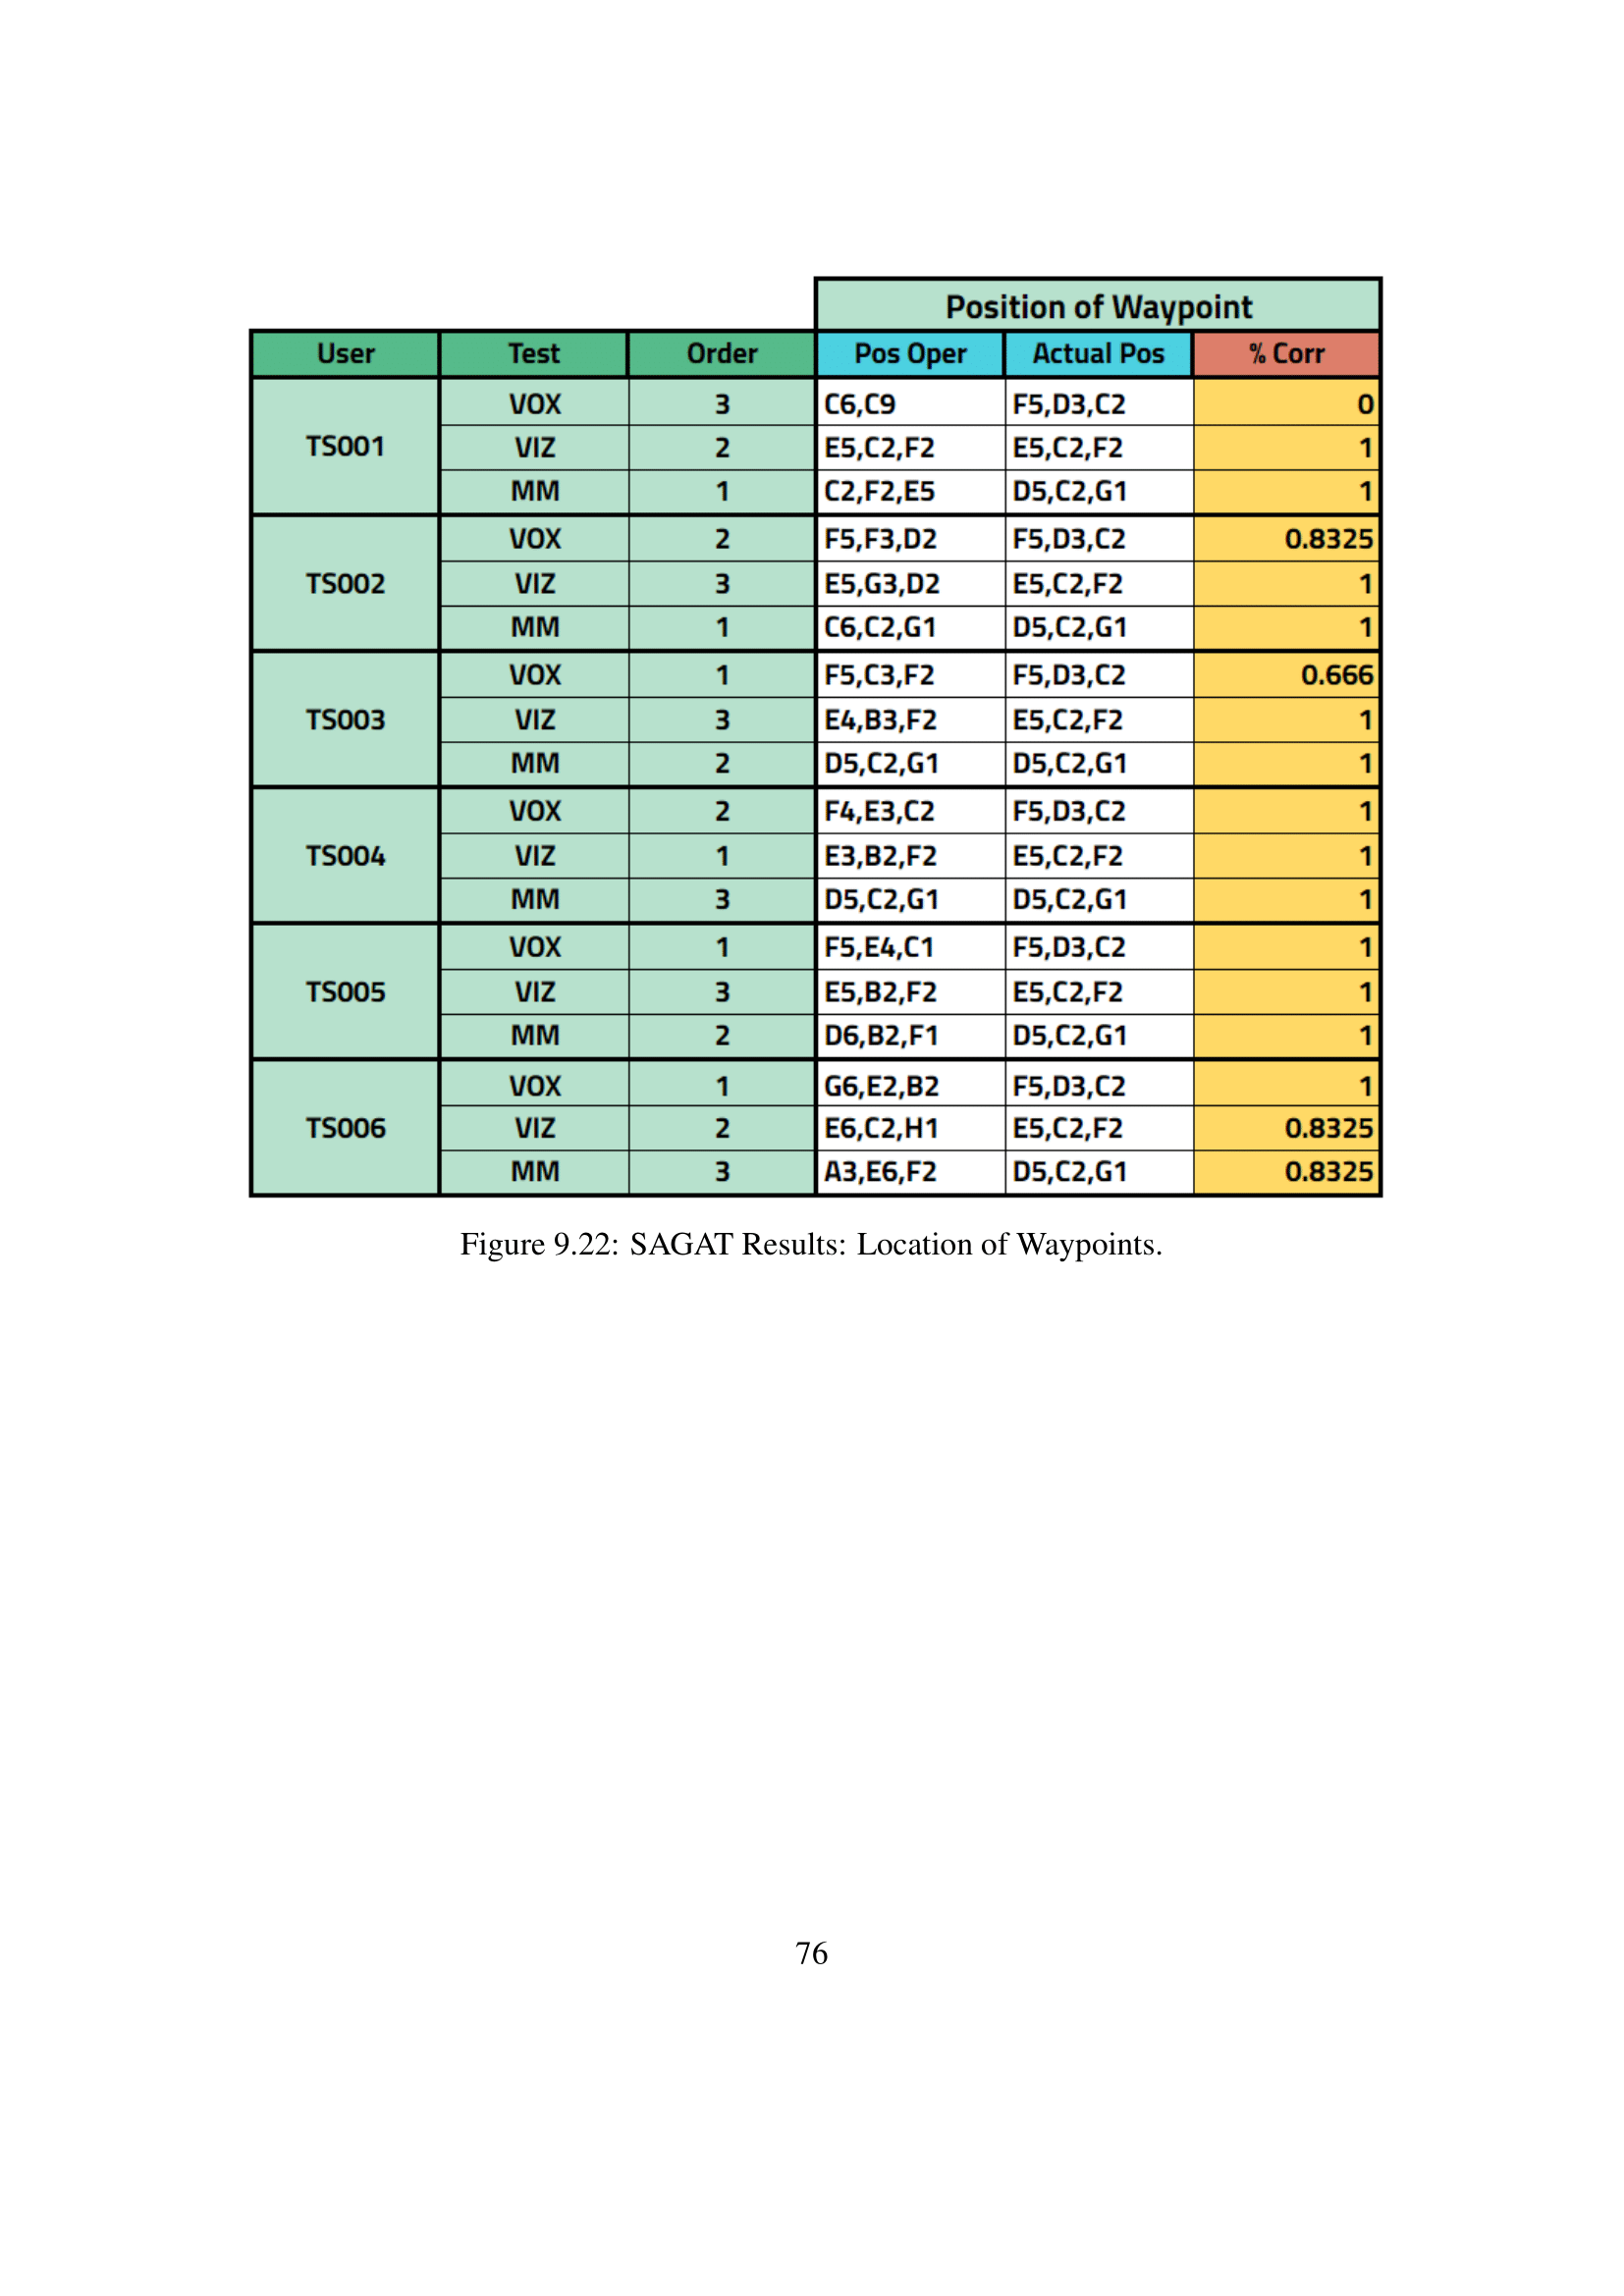 Position of Waypoint
User Test Order Pos Oper Actual Pos % Corr
TS001 VOX 3 C6,C9 F5,D3,C2 0
VIZ 2 E5,C2,F2 E5,C2,F2 1
MM 1 C2,F2,E5 D5,C2,G1 1
TS002 VOX 2 F5,F3,D2 F5,D3,C2 0.8325
VIZ 3 E5,G3,D2 E5,C2,F2 1
MM 1 C6,C2,G1 D5,C2,G1 1
TS003 VOX 1 F5,C3,F2 F5,D3,C2 0.666
VIZ 3 E4,B3,F2 E5,C2,F2 1
MM 2 D5,C2,G1 D5,C2,G1 1
TS004 VOX 2 F4,E3,C2 F5,D3,C2 1
VIZ 1 E3,B2,F2 E5,C2,F2 1
MM 3 D5,C2,G1 D5,C2,G1 1
TS005 VOX 1 F5,E4,C1 F5,D3,C2 1
VIZ 3 E5,B2,F2 E5,C2,F2 1
MM 2 D6,B2,F1 D5,C2,G1 1
TS006 VOX 1 G6,E2,B2 F5,D3,C2 1
VIZ 2 E6,C2,H1 E5,C2,F2 0.8325
MM 3 A3,E6,F2 D5,C2,G1 0.8325
Figure 9.22: SAGAT Results: Location of Waypoints.
76